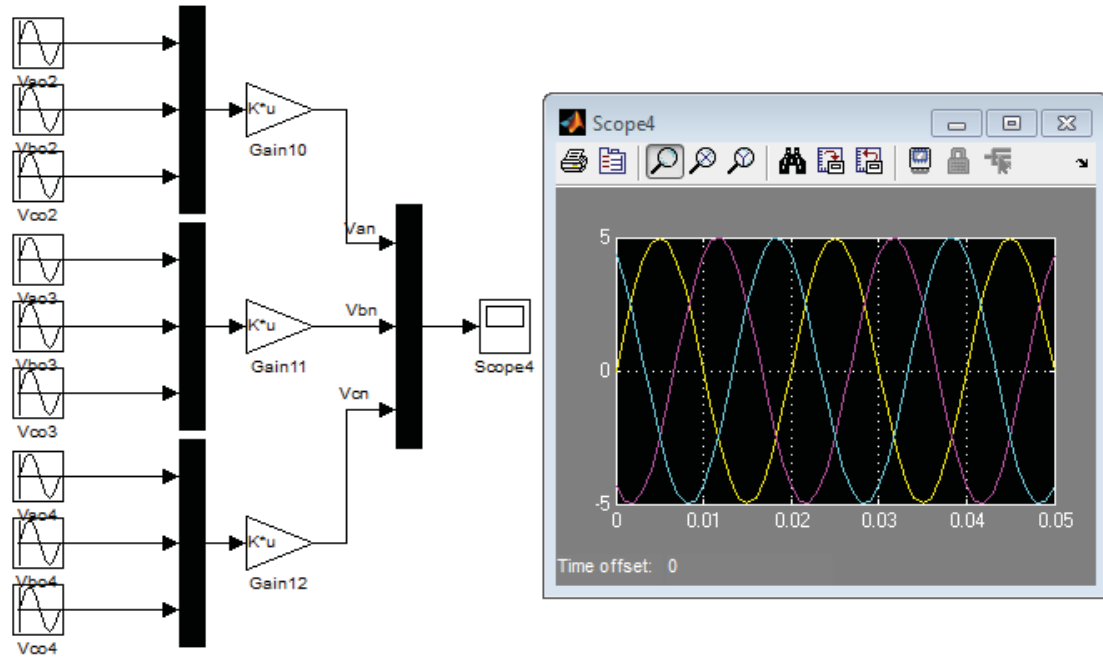 Vao2
Vbo2
Vco2
K*u
Gain10
Van
Vao3
Vbo3
Vco3
K*u
Gain11
Vbn
Vao4
Vbo4
Vco4
K*u
Gain12
Vcn
Scope4
Scope4
5
0
-5
0
0.01
0.02
0.03
0.04
0.05
Time offset: 0